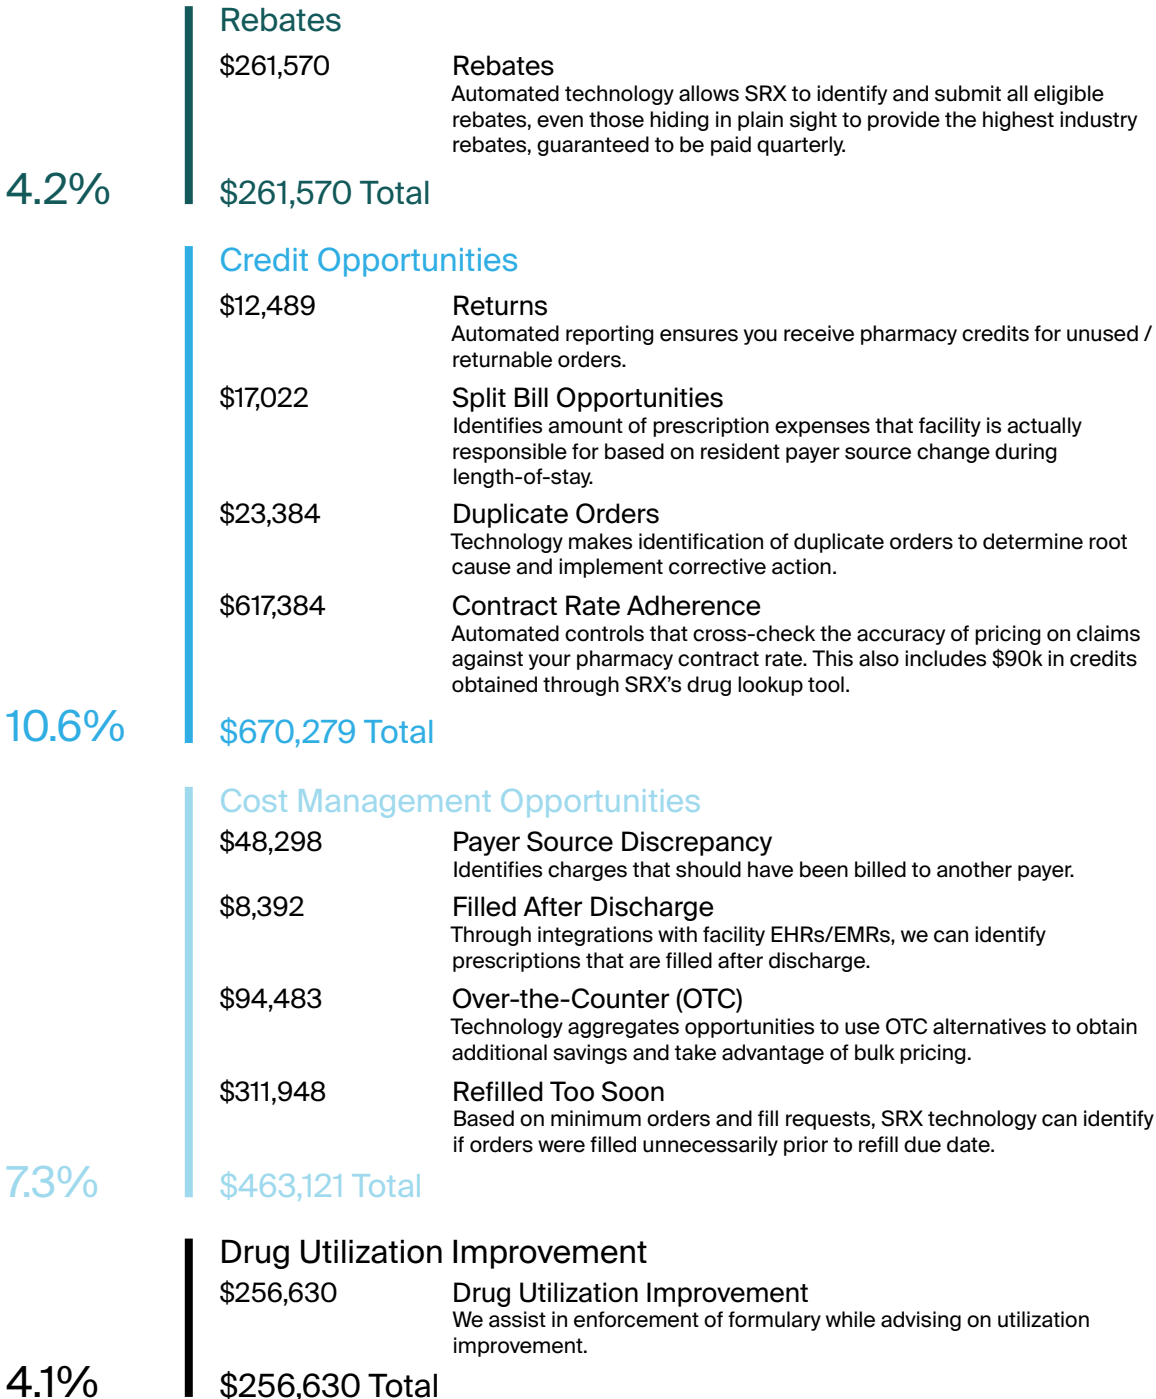 Rebates
$261,570 Rebates
Automated technology allows SRX to identify and submit all eligible
rebates, even those hiding in plain sight to provide the highest industry
rebates, guaranteed to be paid quarterly.
4.2% $261,570 Total
Credit Opportunities
$12,489 Returns
Automated reporting ensures you receive pharmacy credits for unused /
returnable orders.
$17,022 Split Bill Opportunities
Identifies amount of prescription expenses that facility is actually
responsible for based on resident payer source change during
length-of-stay.
$23,384 Duplicate Orders
Technology makes identification of duplicate orders to determine root
cause and implement corrective action.
$617,384 Contract Rate Adherence
Automated controls that cross-check the accuracy of pricing on claims
against your pharmacy contract rate. This also includes $90k in credits
obtained through SRX’s drug lookup tool.
10.6% $670,279 Total
Cost Management Opportunities
$48,298 Payer Source Discrepancy
Identifies charges that should have been billed to another payer.
$8,392 Filled After Discharge
Through integrations with facility EHRs/EMRs, we can identify
prescriptions that are filled after discharge.
$94,483 Over-the-Counter (OTC)
Technology aggregates opportunities to use OTC alternatives to obtain
additional savings and take advantage of bulk pricing.
$311,948 Refilled Too Soon
Based on minimum orders and fill requests, SRX technology can identify
if orders were filled unnecessarily prior to refill due date.
7.3% $463,121 Total
Drug Utilization Improvement
$256,630 Drug Utilization Improvement
We assist in enforcement of formulary while advising on utilization
improvement.
4.1% $256,630 Total